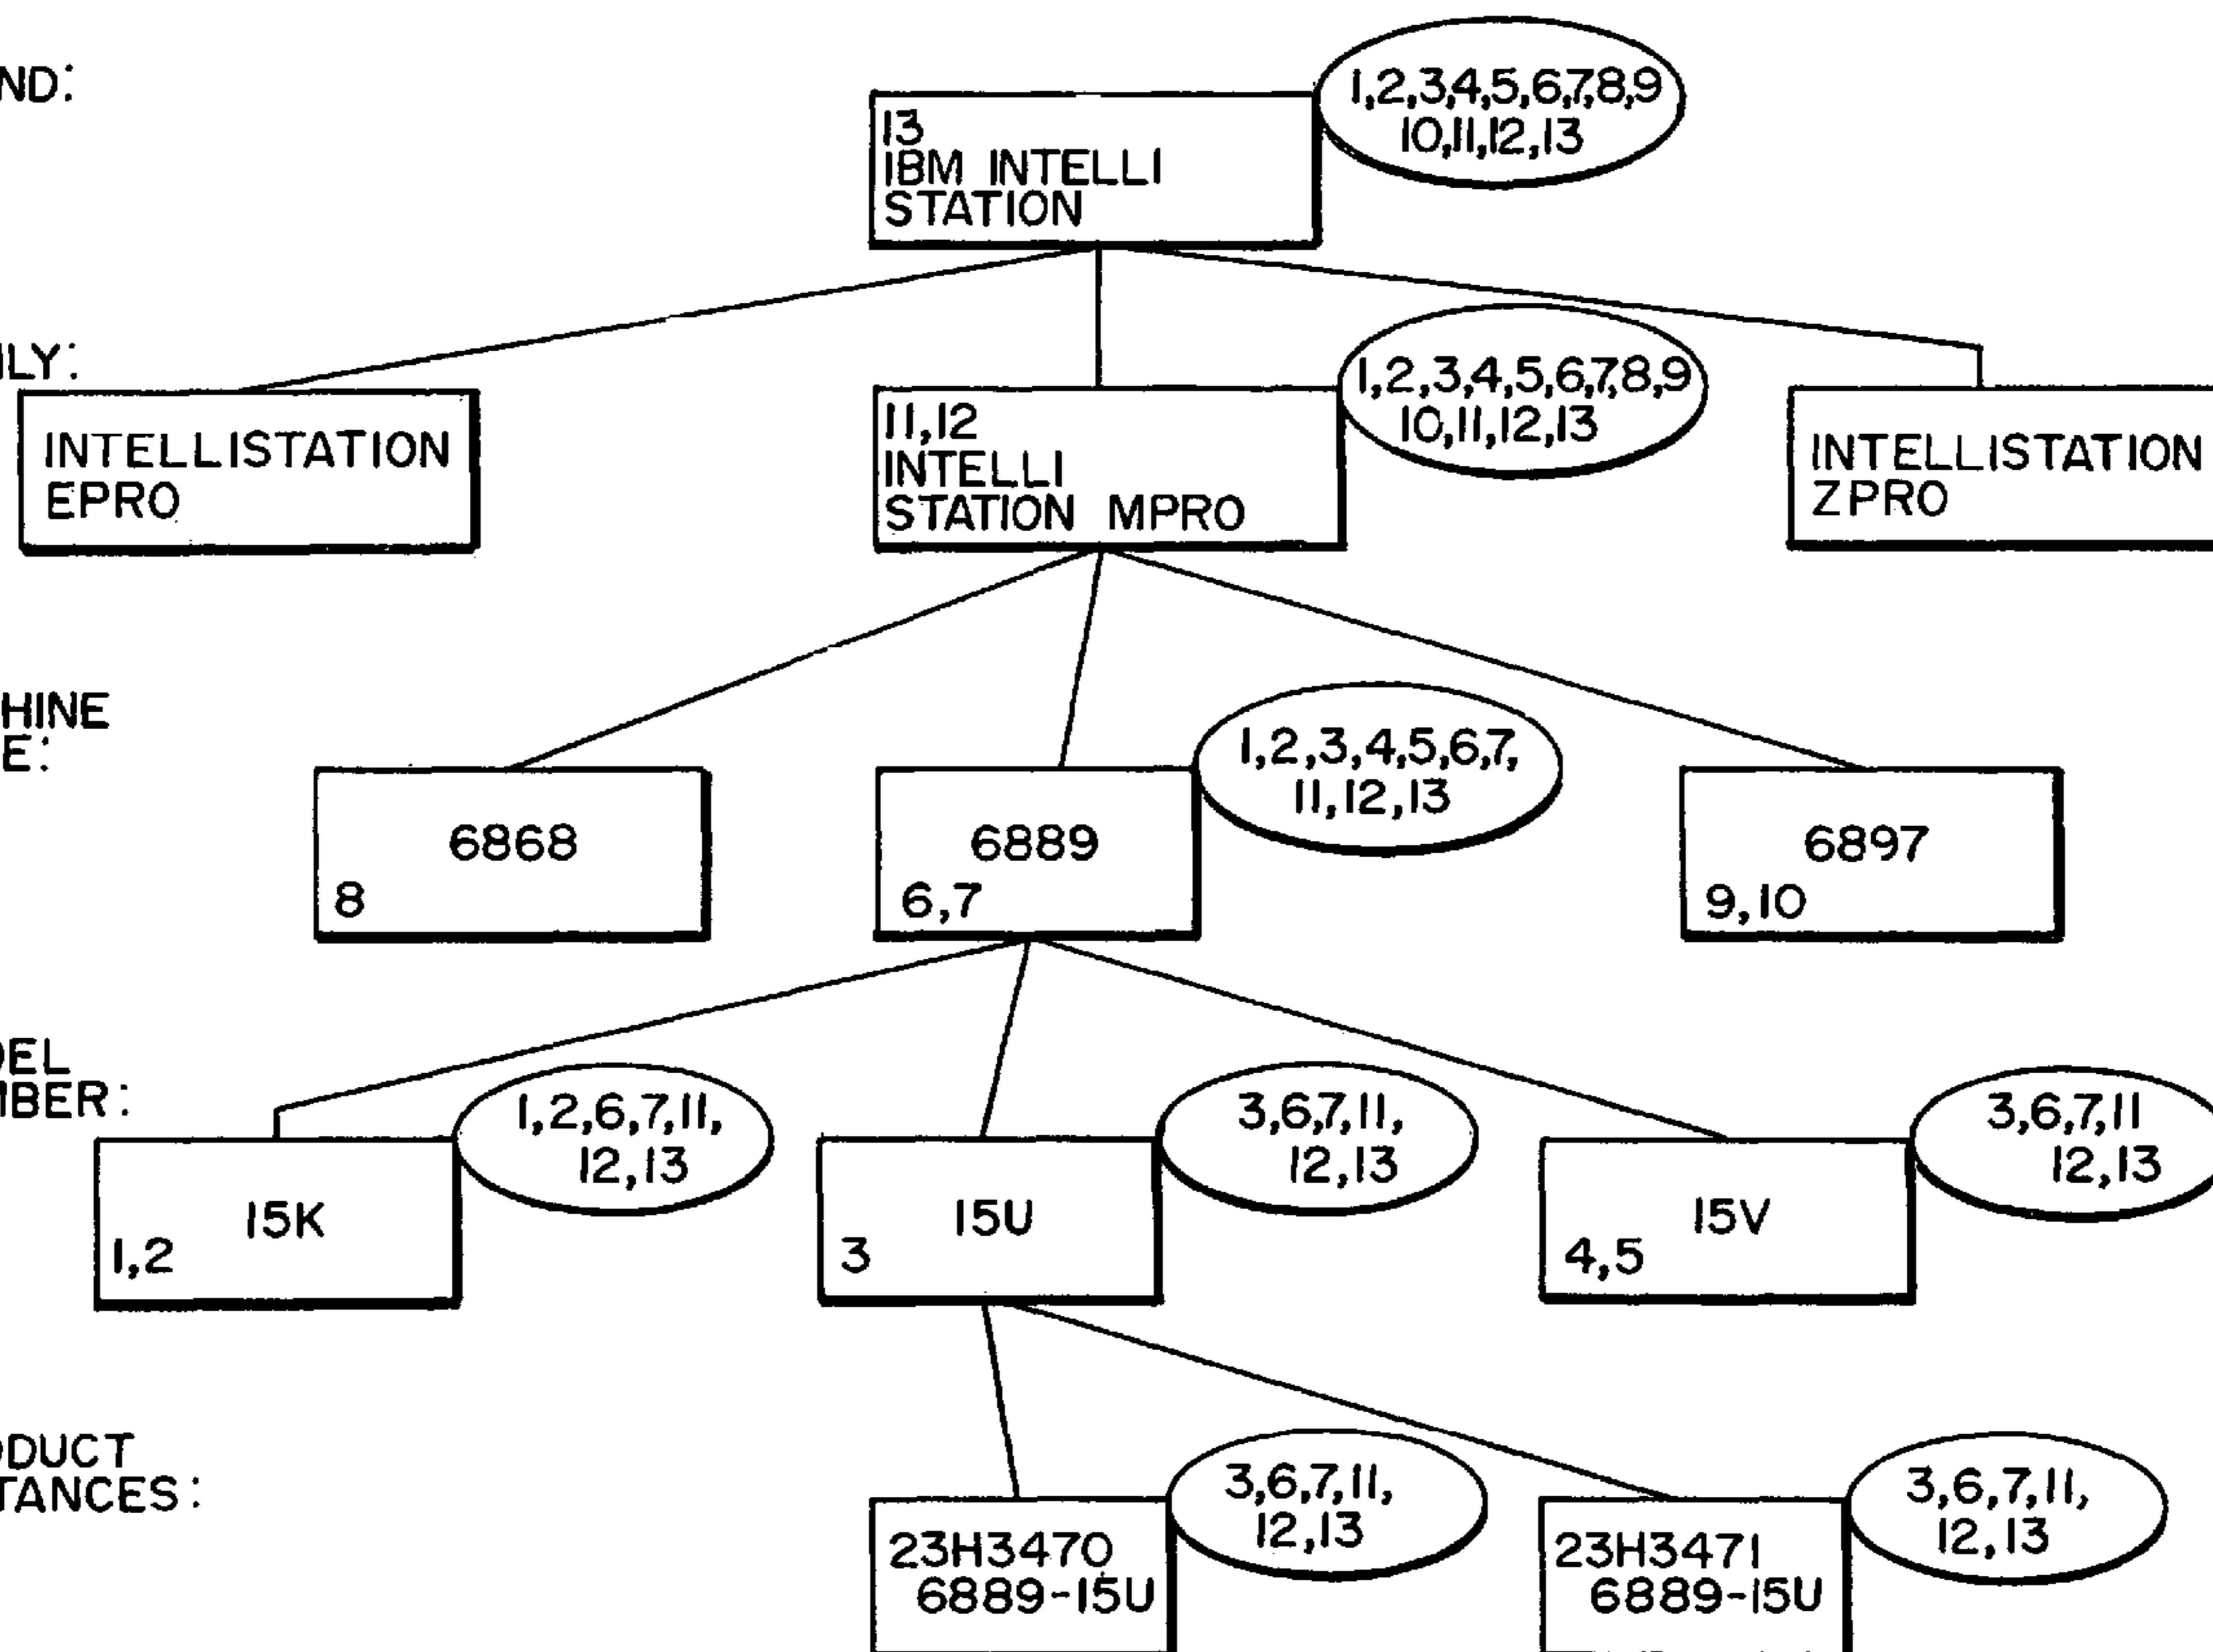 ND:
1,2,3,4,5,6,7,8,9
10,11,12,13
13
IBM INTELLI
STATION
ILY:
1,2,3,4,5,6,7,8,9
10,11,12,13
INTELLISTATION
EPRO
11,12
INTELLI
STATION MPRO
INTELLISTATION
ZPRO
HINE
E:
1,2,3,4,5,6,7,
11,12,13
6868
8
6889
6,7
6897
9,10
DEL
MBER:
1,2,6,7,11,
12,13
3,6,7,11,
12,13
3,6,7,11
12,13
15K
1,2
15U
3
15V
4,5
ODUCT
TANCES:
3,6,7,11,
12,13
3,6,7,11,
12,13
23H3470
6889-15U
23H3471
6889-15U